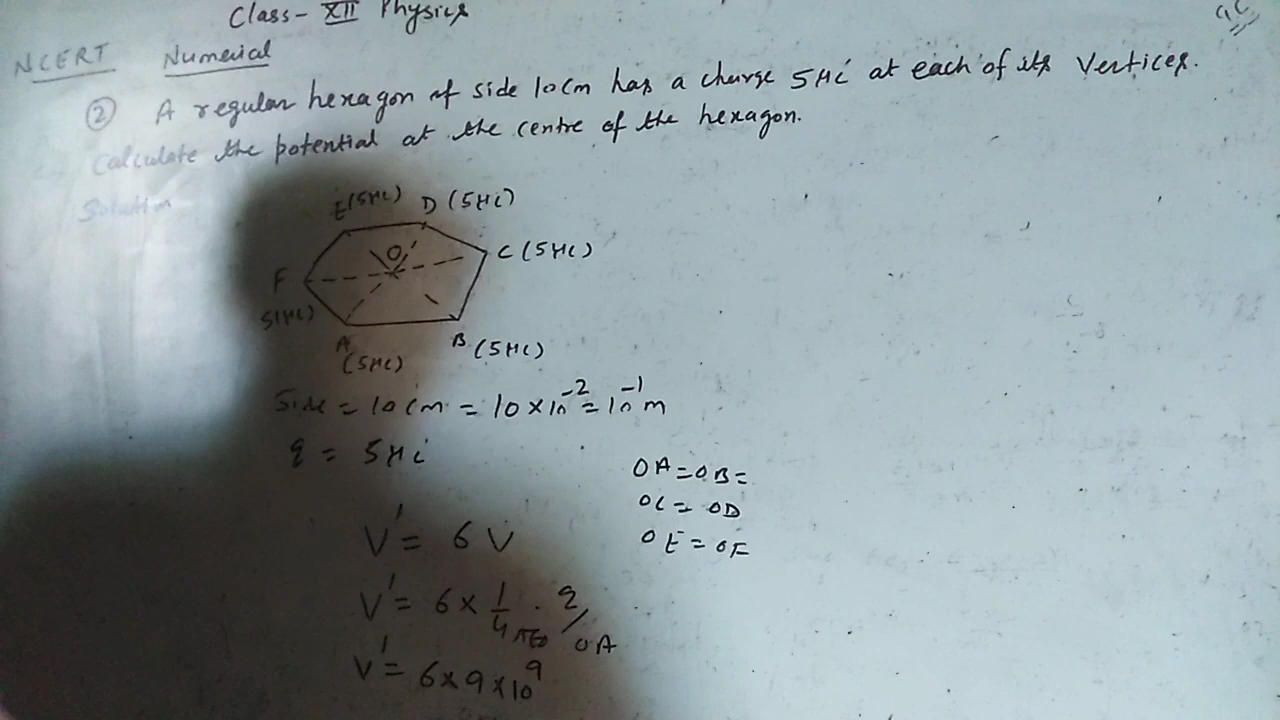 Class - XII Physics
NCERT Numerical
② A regular hexagon of side 10cm has a charge 5μC at each of its vertices.
Calculate the potential at the centre of the hexagon.
Solution
E(5μC) D (5μC)
O
C (5μC)
F
5(μC)
A B (5μC)
(5μC)
Side = 10 cm = 10 × 10⁻² = 10⁻¹ m
q = 5μC
OA = OB =
OC = OD
OE = OF
V' = 6 V
V' = 6 × 1/4πε₀ . q/OA
V' = 6 × 9 × 10⁹